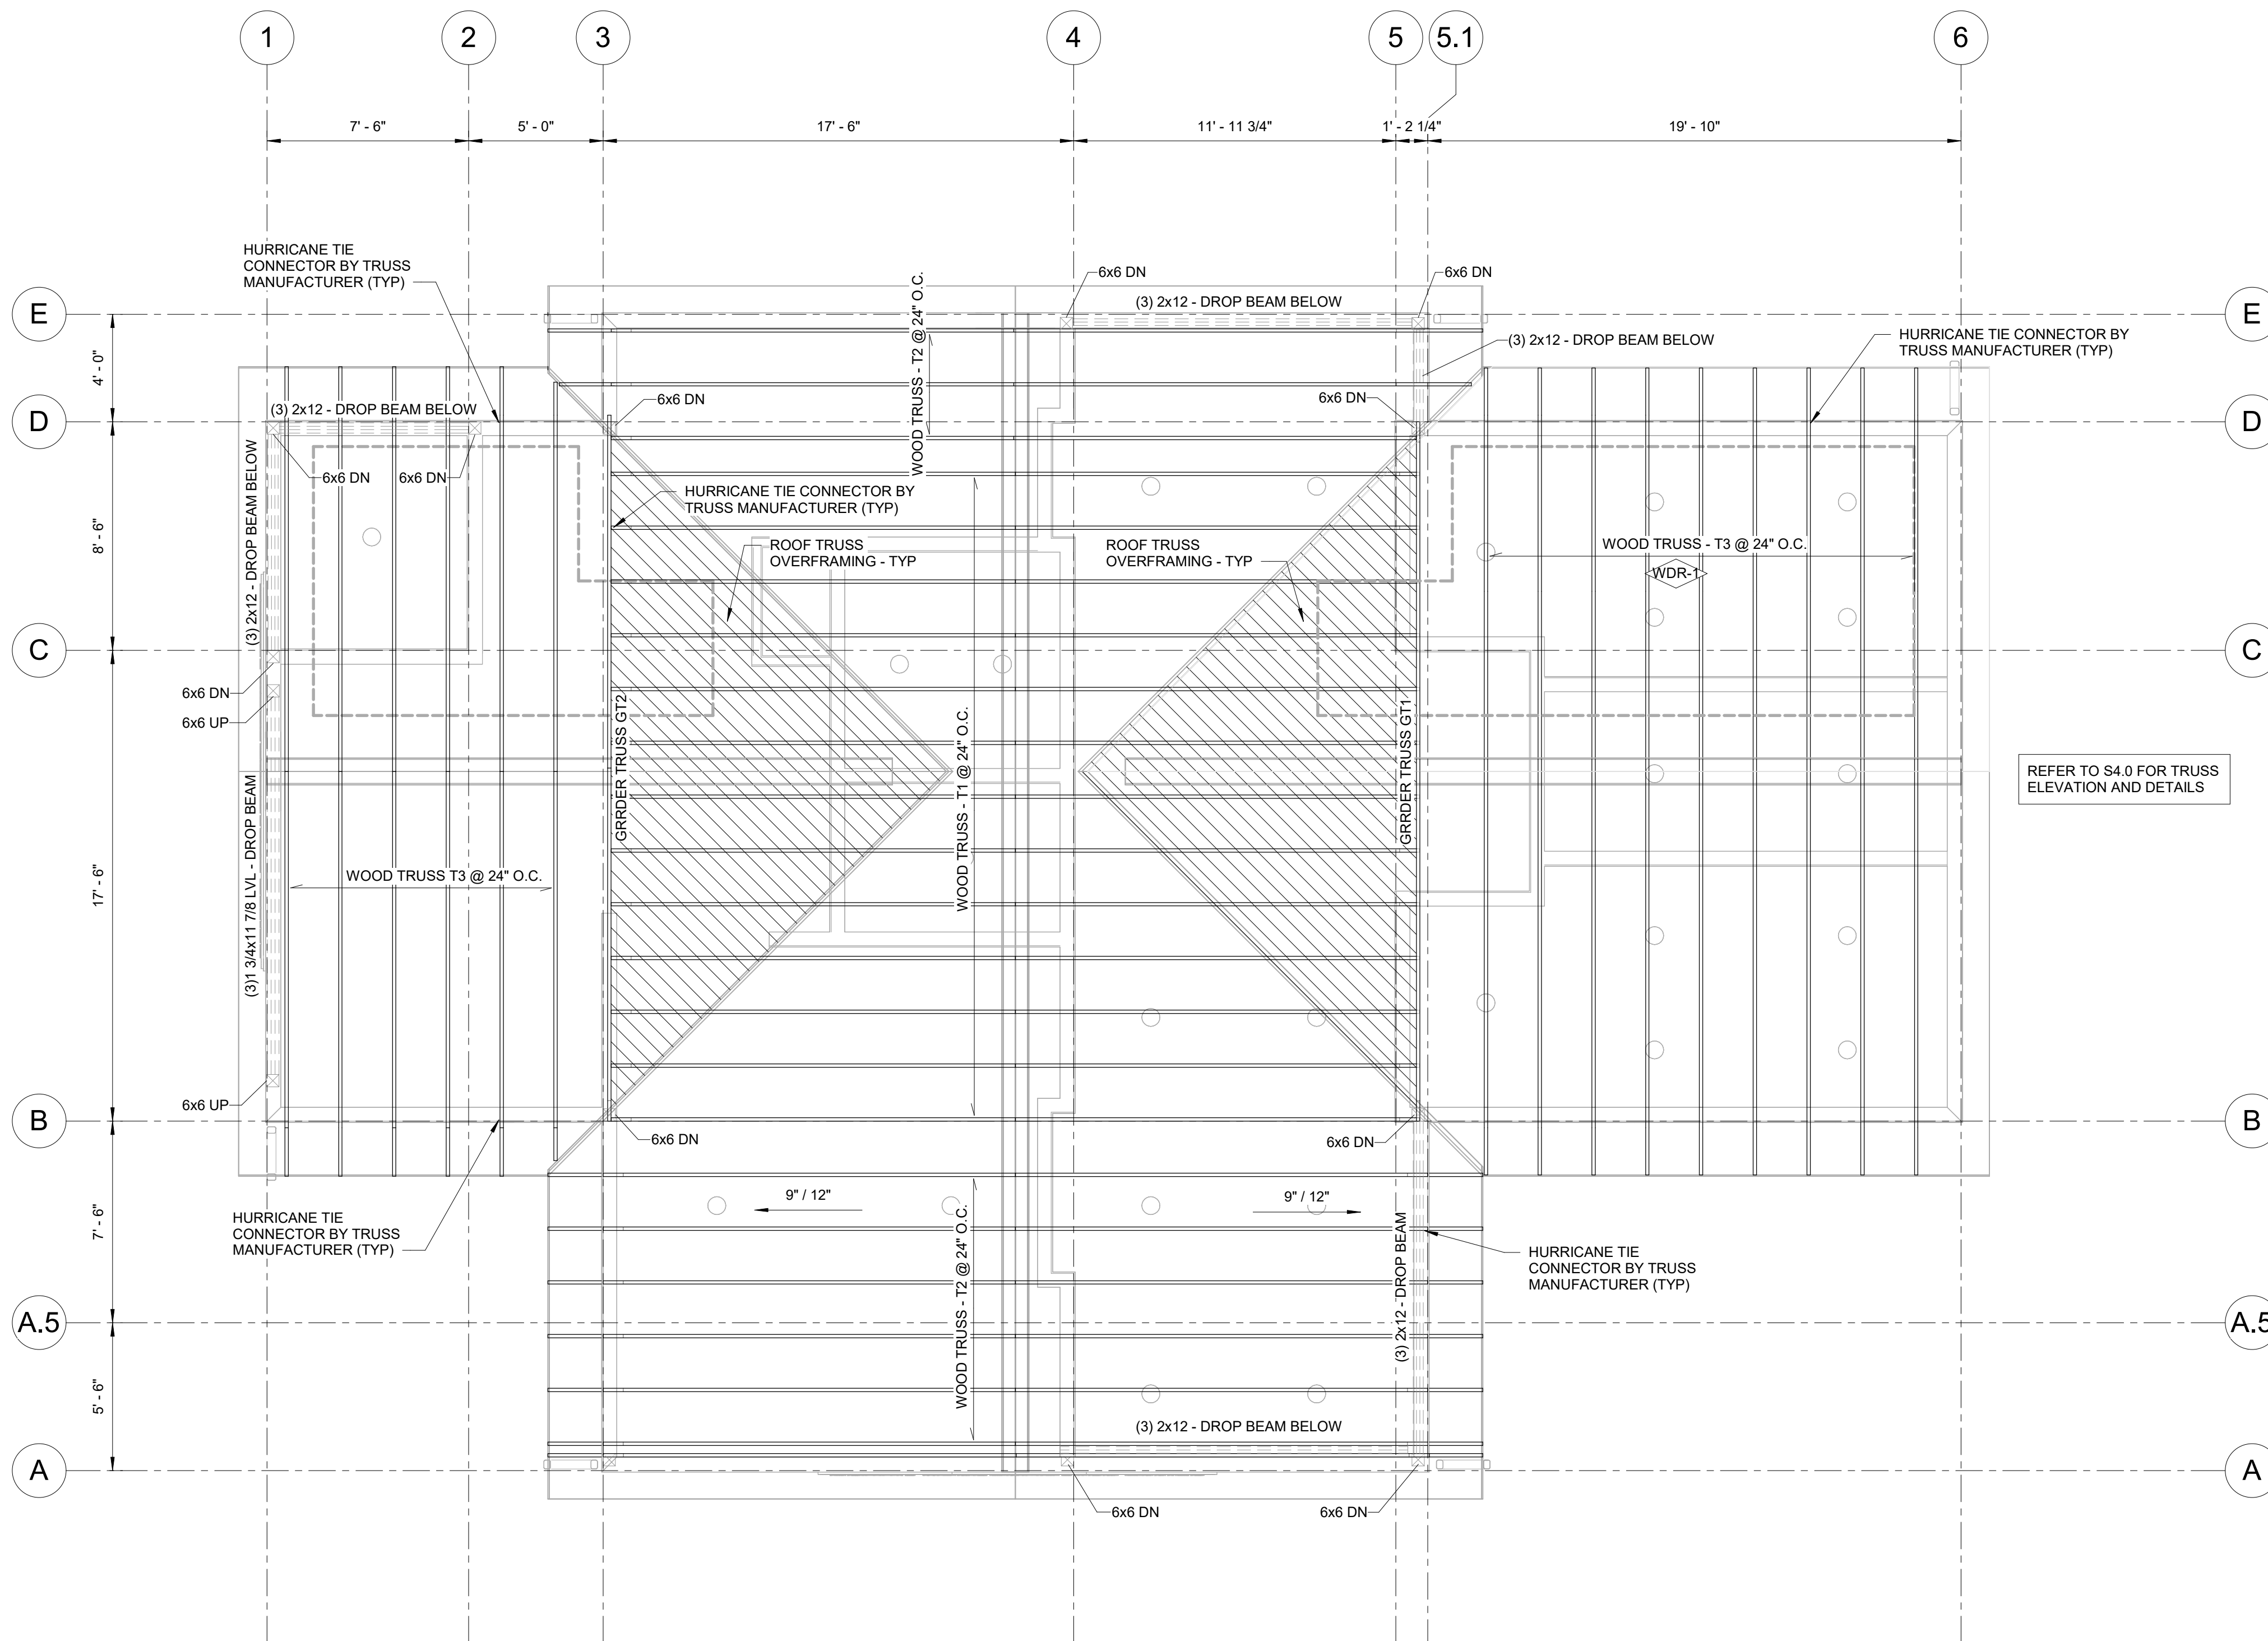 1
2
3
4
5
5.1
6
7' - 6"
5' - 0"
17' - 6"
11' - 11 3/4"
1' - 2 1/4"
19' - 10"
HURRICANE TIE
CONNECTOR BY TRUSS
MANUFACTURER (TYP)
6x6 DN
6x6 DN
(3) 2x12 - DROP BEAM BELOW
WOOD TRUSS - T2 @ 24" O.C.
E
E
(3) 2x12 - DROP BEAM BELOW
HURRICANE TIE CONNECTOR BY
TRUSS MANUFACTURER (TYP)
4' - 0"
6x6 DN
6x6 DN
(3) 2x12 - DROP BEAM BELOW
D
D
6x6 DN
6x6 DN
(3) 2x12 - DROP BEAM BELOW
HURRICANE TIE CONNECTOR BY
TRUSS MANUFACTURER (TYP)
8' - 6"
ROOF TRUSS
OVERFRAMING - TYP
ROOF TRUSS
OVERFRAMING - TYP
WOOD TRUSS - T3 @ 24" O.C.
WDR-1
C
C
6x6 DN
6x6 UP
GRRDER TRUSS GT2
WOOD TRUSS - T1 @ 24" O.C.
GRRDER TRUSS GT1
REFER TO S4.0 FOR TRUSS
ELEVATION AND DETAILS
(3)1 3/4x11 7/8 LVL - DROP BEAM
17' - 6"
WOOD TRUSS T3 @ 24" O.C.
6x6 UP
B
B
6x6 DN
6x6 DN
9" / 12"
9" / 12"
HURRICANE TIE
CONNECTOR BY TRUSS
MANUFACTURER (TYP)
7' - 6"
WOOD TRUSS - T2 @ 24" O.C.
(3) 2x12 - DROP BEAM
HURRICANE TIE
CONNECTOR BY TRUSS
MANUFACTURER (TYP)
A.5
A.5
5' - 6"
(3) 2x12 - DROP BEAM BELOW
A
A
6x6 DN
6x6 DN